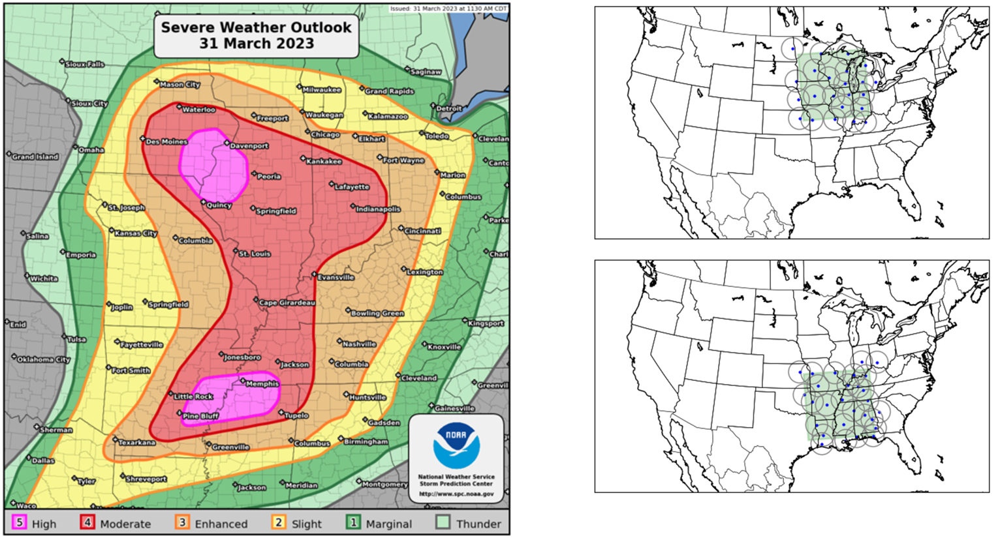 Issued: 31 March 2023 at 1130 AM CDT
Severe Weather Outlook
31 March 2023
Sioux Falls
Saginaw
Mason City
Milwaukee
Grand Rapids
Sioux City
Waterloo
Freeport
Waukegan
Kalamazoo
Detroit
Des Moines
Davenport
Chicago
Elkhart
Toledo
Clevelan
Grand Island
Omaha
Kankakee
Fort Wayne
Canto
Peoria
Marion
Lafayette
Columbus
St. Joseph
Quincy
Springfield
Indianapolis
Parke
Salina
Kansas City
Columbia
Cincinnati
Emporia
St. Louis
Charl
Wichita
Evansville
Lexington
Joplin
Springfield
Cape Girardeau
Bowling Green
Enid
Kingsport
Tulsa
Fayetteville
Nashville
Knoxville
Oklahoma City
Jonesboro
Jackson
Columbia
Fort Smith
Memphis
Cleveland
Greenvil
Little Rock
Huntsville
Pine Bluff
Tupelo
Gainesville
Sherman
Gadsden
Texarkana
Greenville
Columbus
Birmingham
Dallas
Tyler
Shreveport
Jackson
Meridian
Montgomery
Waco
NOAA
National Weather Service
Storm Prediction Center
http://www.spc.noaa.gov
5 High 4 Moderate 3 Enhanced 2 Slight 1 Marginal Thunder